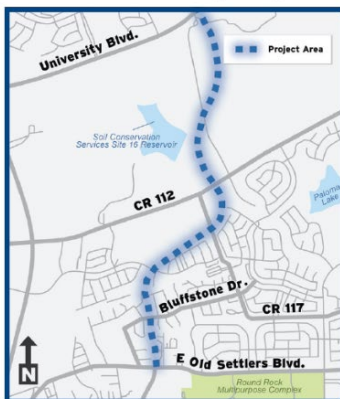 University Blvd.
Project Area
Soil Conservation
Services Site 16 Reservoir
CR 112
Paloma
Lake
Bluffstone Dr.
CR 117
E Old Settlers Blvd.
N
Round Rock
Multipurpose Complex